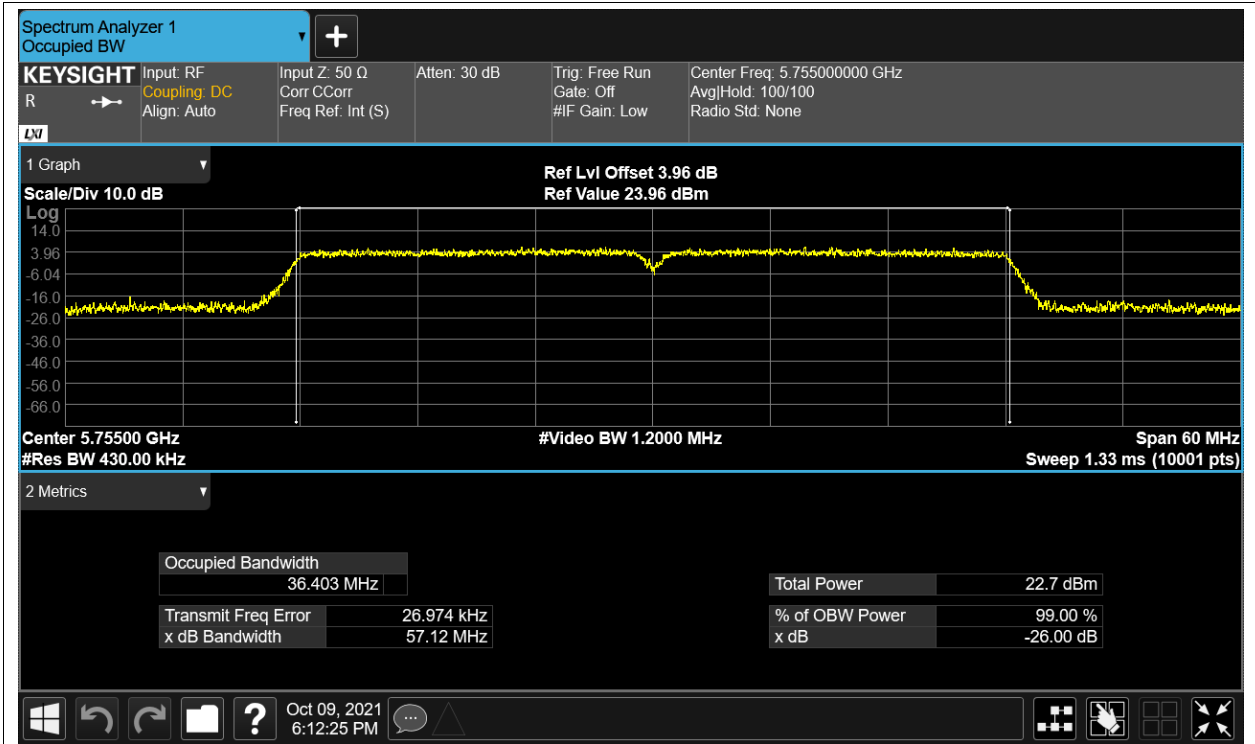 Spectrum Analyzer 1
Occupied BW
▼
+
KEYSIGHT
R
LXI
Input: RF
Coupling: DC
Align: Auto
Input Z: 50 Ω
Corr CCorr
Freq Ref: Int (S)
Atten: 30 dB
Trig: Free Run
Gate: Off
#IF Gain: Low
Center Freq: 5.755000000 GHz
Avg|Hold: 100/100
Radio Std: None
1 Graph ▼
Scale/Div 10.0 dB
Ref Lvl Offset 3.96 dB
Ref Value 23.96 dBm
Log
14.0
3.96
-6.04
-16.0
-26.0
-36.0
-46.0
-56.0
-66.0
Center 5.75500 GHz
#Res BW 430.00 kHz
#Video BW 1.2000 MHz
Span 60 MHz
Sweep 1.33 ms (10001 pts)
2 Metrics ▼
Occupied Bandwidth
36.403 MHz
Transmit Freq Error 26.974 kHz
x dB Bandwidth 57.12 MHz
Total Power 22.7 dBm
% of OBW Power 99.00 %
x dB -26.00 dB
?
Oct 09, 2021
6:12:25 PM